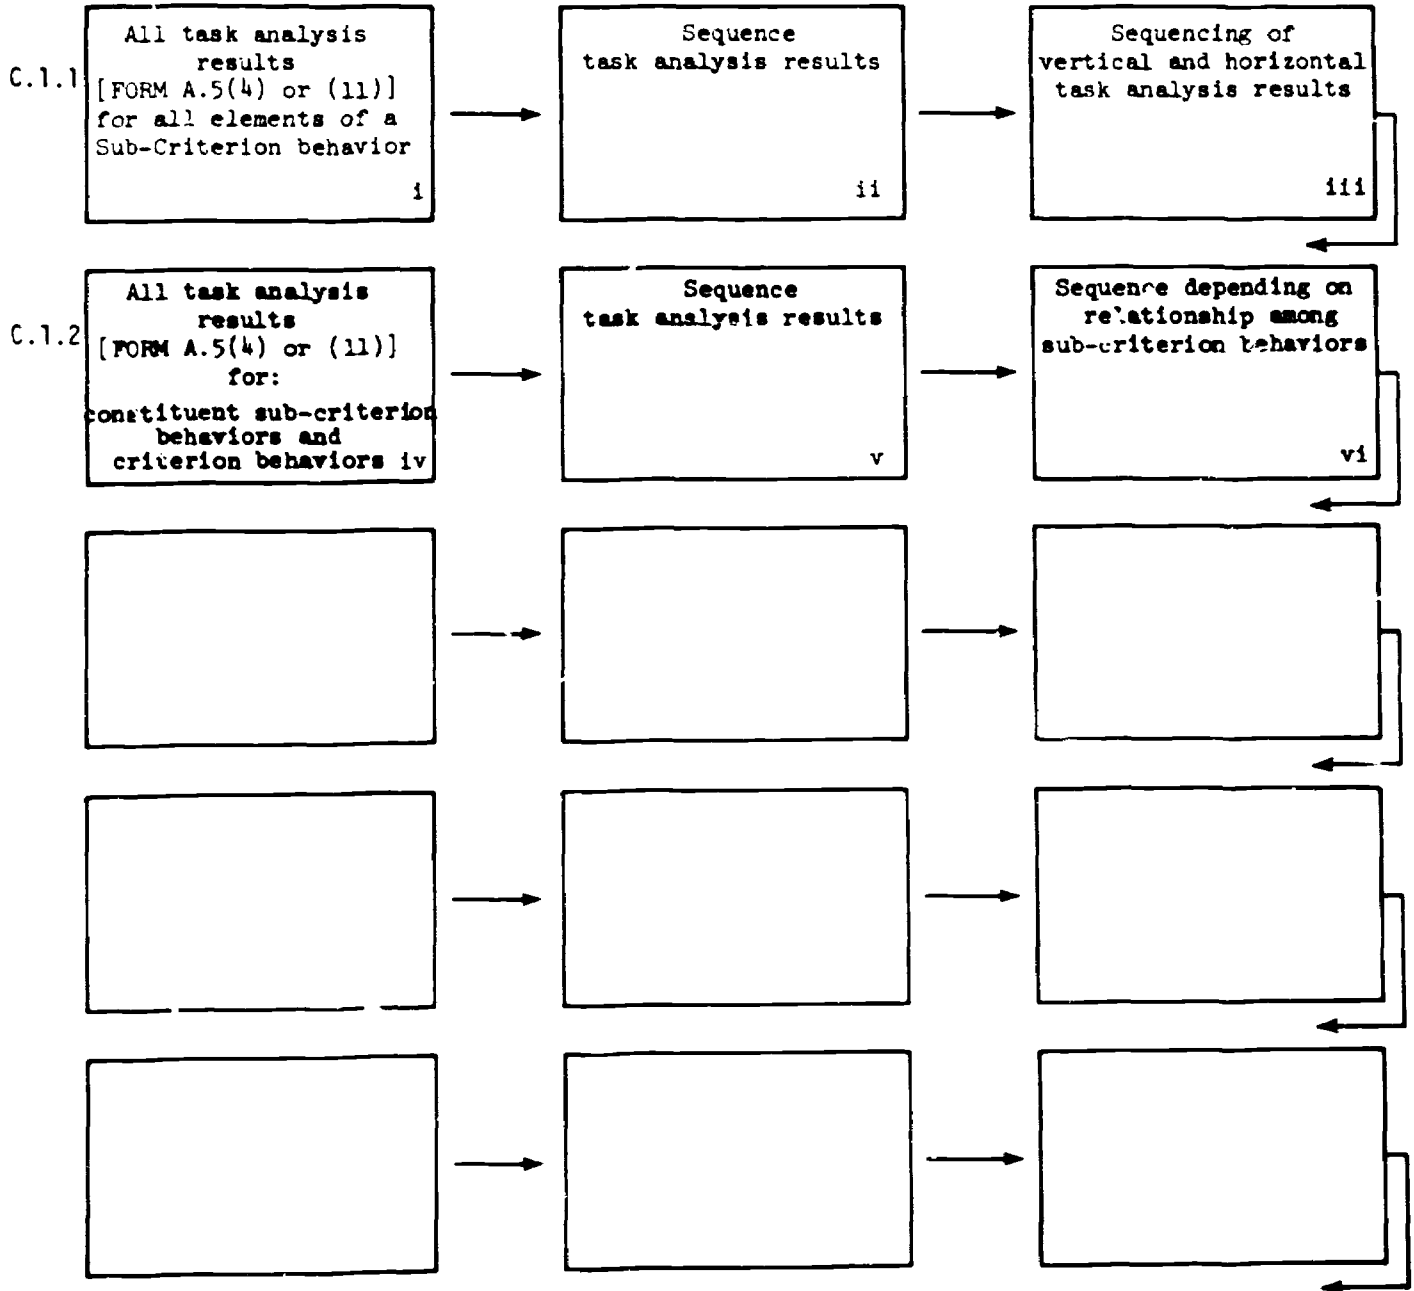 C.1.1
All task analysis
results
[FORM A.5(4) or (11)]
for all elements of a
Sub-Criterion behavior
i
Sequence
task analysis results
ii
Sequencing of
vertical and horizontal
task analysis results
iii
C.1.2
All task analysis
results
[FORM A.5(4) or (11)]
for:
constituent sub-criterion
behaviors and
criterion behaviors iv
Sequence
task analysis results
v
Sequence depending on
relationship among
sub-criterion behaviors
vi